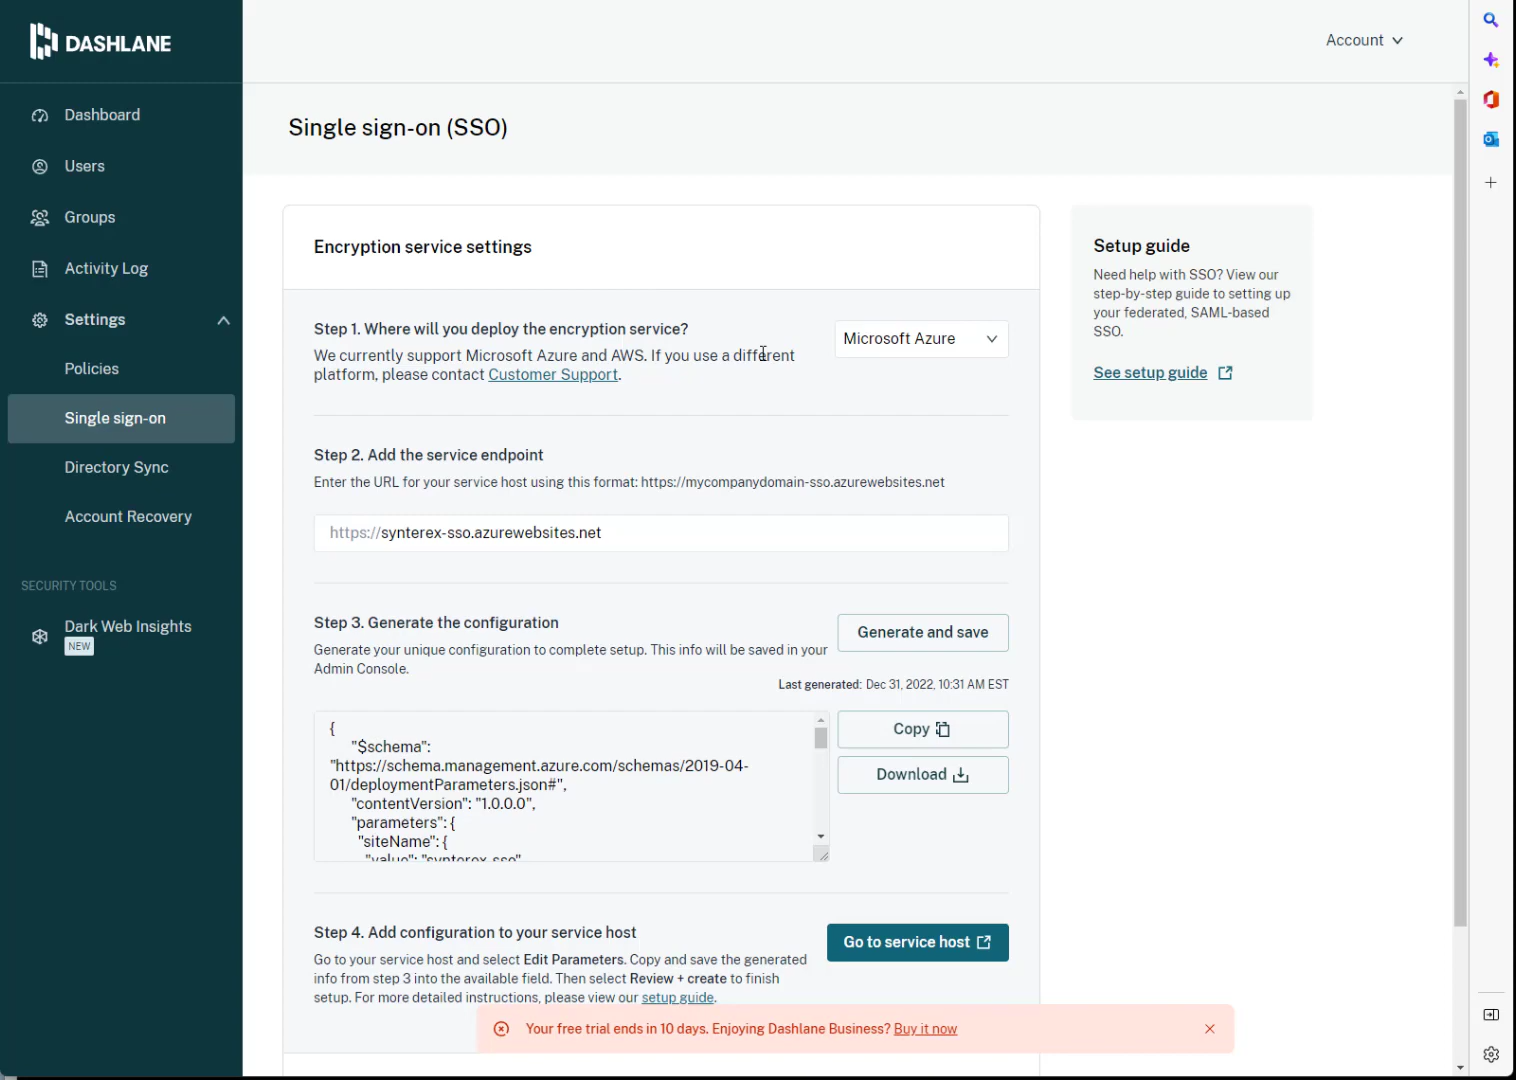 DASHLANE
Account
Dashboard
Users
Groups
Activity Log
Settings
Policies
Single sign-on
Directory Sync
Account Recovery
SECURITY TOOLS
Dark Web Insights
NEW
Single sign-on (SSO)
Encryption service settings
Step 1. Where will you deploy the encryption service?
We currently support Microsoft Azure and AWS. If you use a different
platform, please contact Customer Support.
Microsoft Azure
Step 2. Add the service endpoint
Enter the URL for your service host using this format: https://mycompanydomain-sso.azurewebsites.net
https://synterex-sso.azurewebsites.net
Step 3. Generate the configuration
Generate your unique configuration to complete setup. This info will be saved in your
Admin Console.
Generate and save
Last generated: Dec 31, 2022, 10:31 AM EST
{
"$schema":
"https://schema.management.azure.com/schemas/2019-04-
01/deploymentParameters.json#",
"contentVersion": "1.0.0.0",
"parameters": {
"siteName": {
"value": "synterex-sso"
Copy
Download
Step 4. Add configuration to your service host
Go to your service host and select Edit Parameters. Copy and save the generated
info from step 3 into the available field. Then select Review + create to finish
setup. For more detailed instructions, please view our setup guide.
Go to service host
Setup guide
Need help with SSO? View our
step-by-step guide to setting up
your federated, SAML-based
SSO.
See setup guide
Your free trial ends in 10 days. Enjoying Dashlane Business? Buy it now